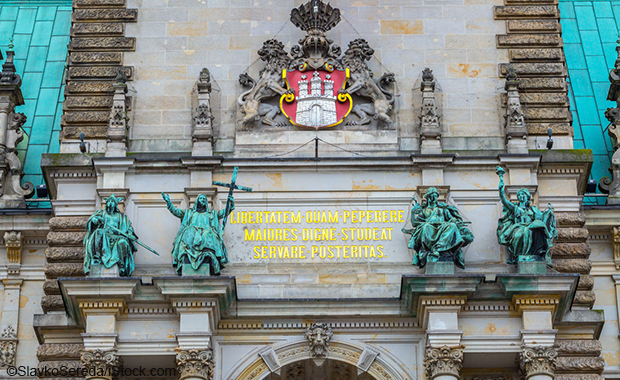 LIBERTATEM QUAM PEPERERE
MAIORES DIGNE STUDEAT
SERVARE POSTERITAS
©SlavkoSereda/iStock.com